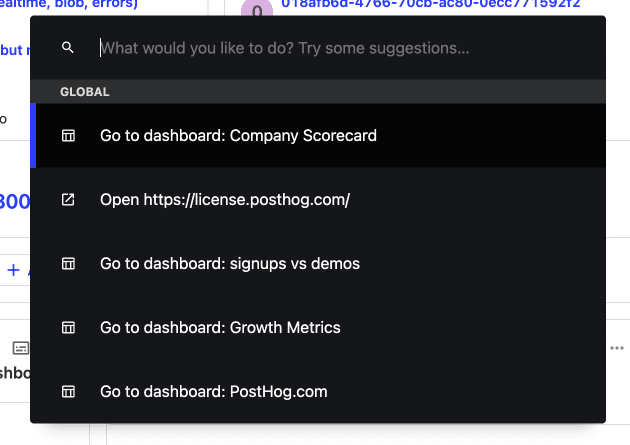 ealtime, blob, errors)
018afb6d-4766-70cb-ac80-0ecc771592f2
0
What would you like to do? Try some suggestions...
but r
GLOBAL
o
Go to dashboard: Company Scorecard
300
Open https://license.posthog.com/
+
Go to dashboard: signups vs demos
Go to dashboard: Growth Metrics
shbo
Go to dashboard: PostHog.com